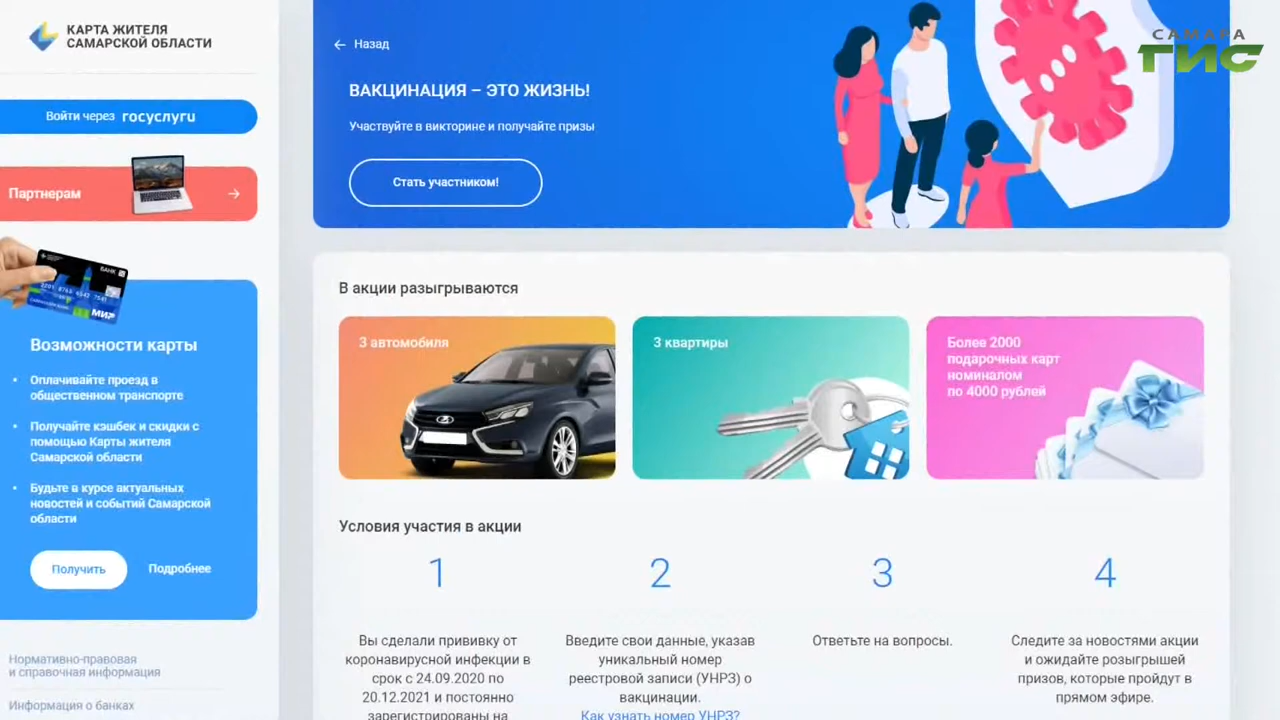 КАРТА ЖИТЕЛЯ
САМАРСКОЙ ОБЛАСТИ
Войти через госуслуги
Партнерам
БАНК
МИР
Возможности карты
Оплачивайте проезд в
общественном транспорте
Получайте кэшбек и скидки с
помощью Карты жителя
Самарской области
Будьте в курсе актуальных
новостей и событий Самарской
области
Получить
Подробнее
Нормативно-правовая
и справочная информация
Информация о банках
Назад
ВАКЦИНАЦИЯ – ЭТО ЖИЗНЬ!
Участвуйте в викторине и получайте призы
Стать участником!
САМАРА
ГИС
В акции разыгрываются
3 автомобиля
3 квартиры
Более 2000
подарочных карт
номиналом
по 4000 рублей
Условия участия в акции
1
Вы сделали прививку от
коронавирусной инфекции в
срок с 24.09.2020 по
20.12.2021 и постоянно
зарегистрированы на
2
Введите свои данные, указав
уникальный номер
реестровой записи (УНРЗ) о
вакцинации.
Как узнать номер УНРЗ?
3
Ответьте на вопросы.
4
Следите за новостями акции
и ожидайте розыгрышей
призов, которые пройдут в
прямом эфире.